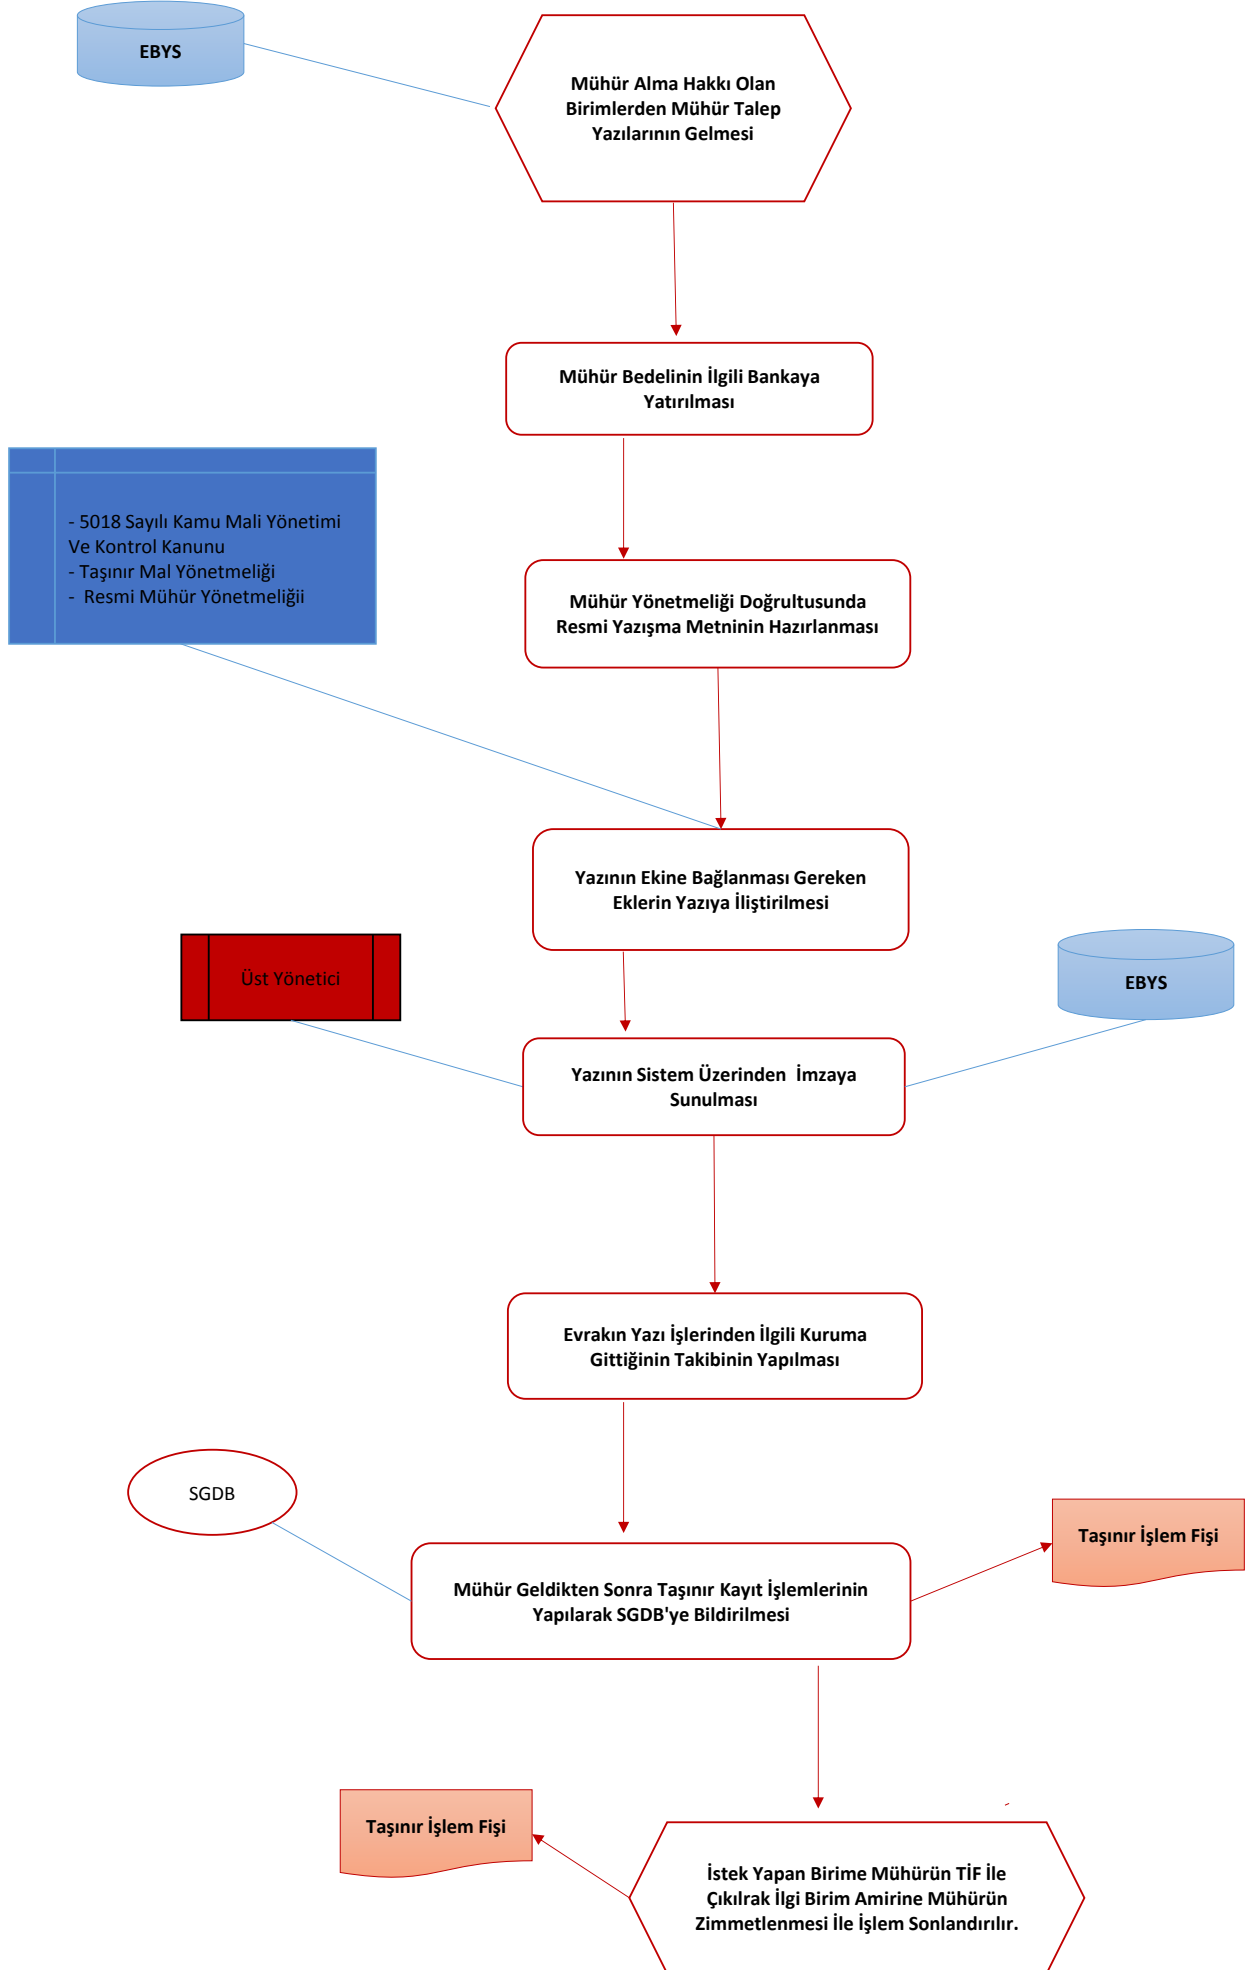 EBYS
Mühür Alma Hakkı Olan
Birimlerden Mühür Talep
Yazılarının Gelmesi
Mühür Bedelinin İlgili Bankaya
Yatırılması
- 5018 Sayılı Kamu Mali Yönetimi
Ve Kontrol Kanunu
- Taşınır Mal Yönetmeliği
- Resmi Mühür Yönetmeliğii
Mühür Yönetmeliği Doğrultusunda
Resmi Yazışma Metninin Hazırlanması
Yazının Ekine Bağlanması Gereken
Eklerin Yazıya İliştirilmesi
Üst Yönetici
EBYS
Yazının Sistem Üzerinden İmzaya
Sunulması
Evrakın Yazı İşlerinden İlgili Kuruma
Gittiğinin Takibinin Yapılması
SGDB
Taşınır İşlem Fişi
Mühür Geldikten Sonra Taşınır Kayıt İşlemlerinin
Yapılarak SGDB'ye Bildirilmesi
Taşınır İşlem Fişi
İstek Yapan Birime Mühürün TİF İle
Çıkılrak İlgi Birim Amirine Mühürün
Zimmetlenmesi İle İşlem Sonlandırılır.